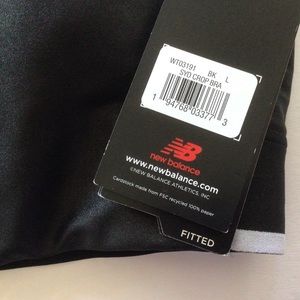 WT03191 BK L
SYD CROP BRA
1 94768 03377 3
new balance
www.newbalance.com
©NEW BALANCE ATHLETICS, INC
Cardstock made from FSC recycled 100% paper
FITTED